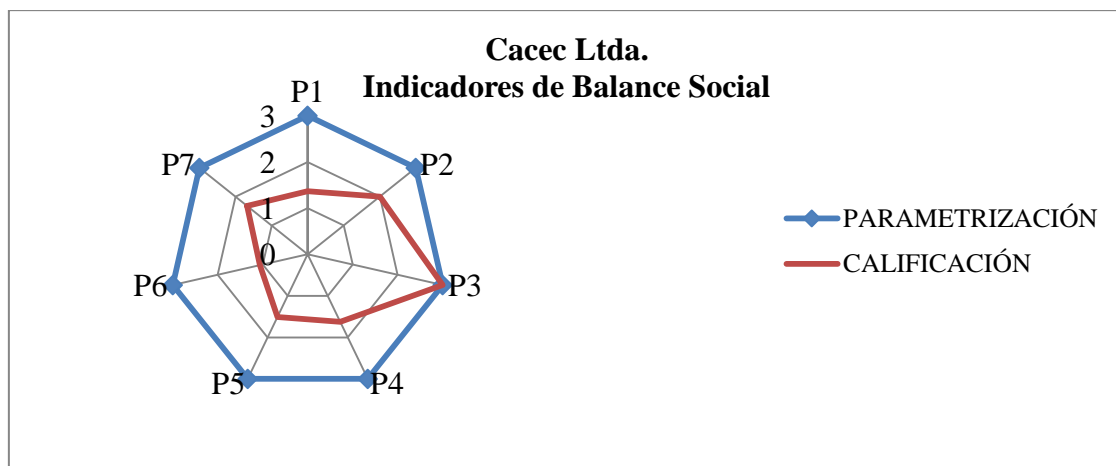 Cacec Ltda.
Indicadores de Balance Social
P1
3
P7
2
P2
1
0
P6
P3
P5
P4
PARAMETRIZACIÓN
CALIFICACIÓN